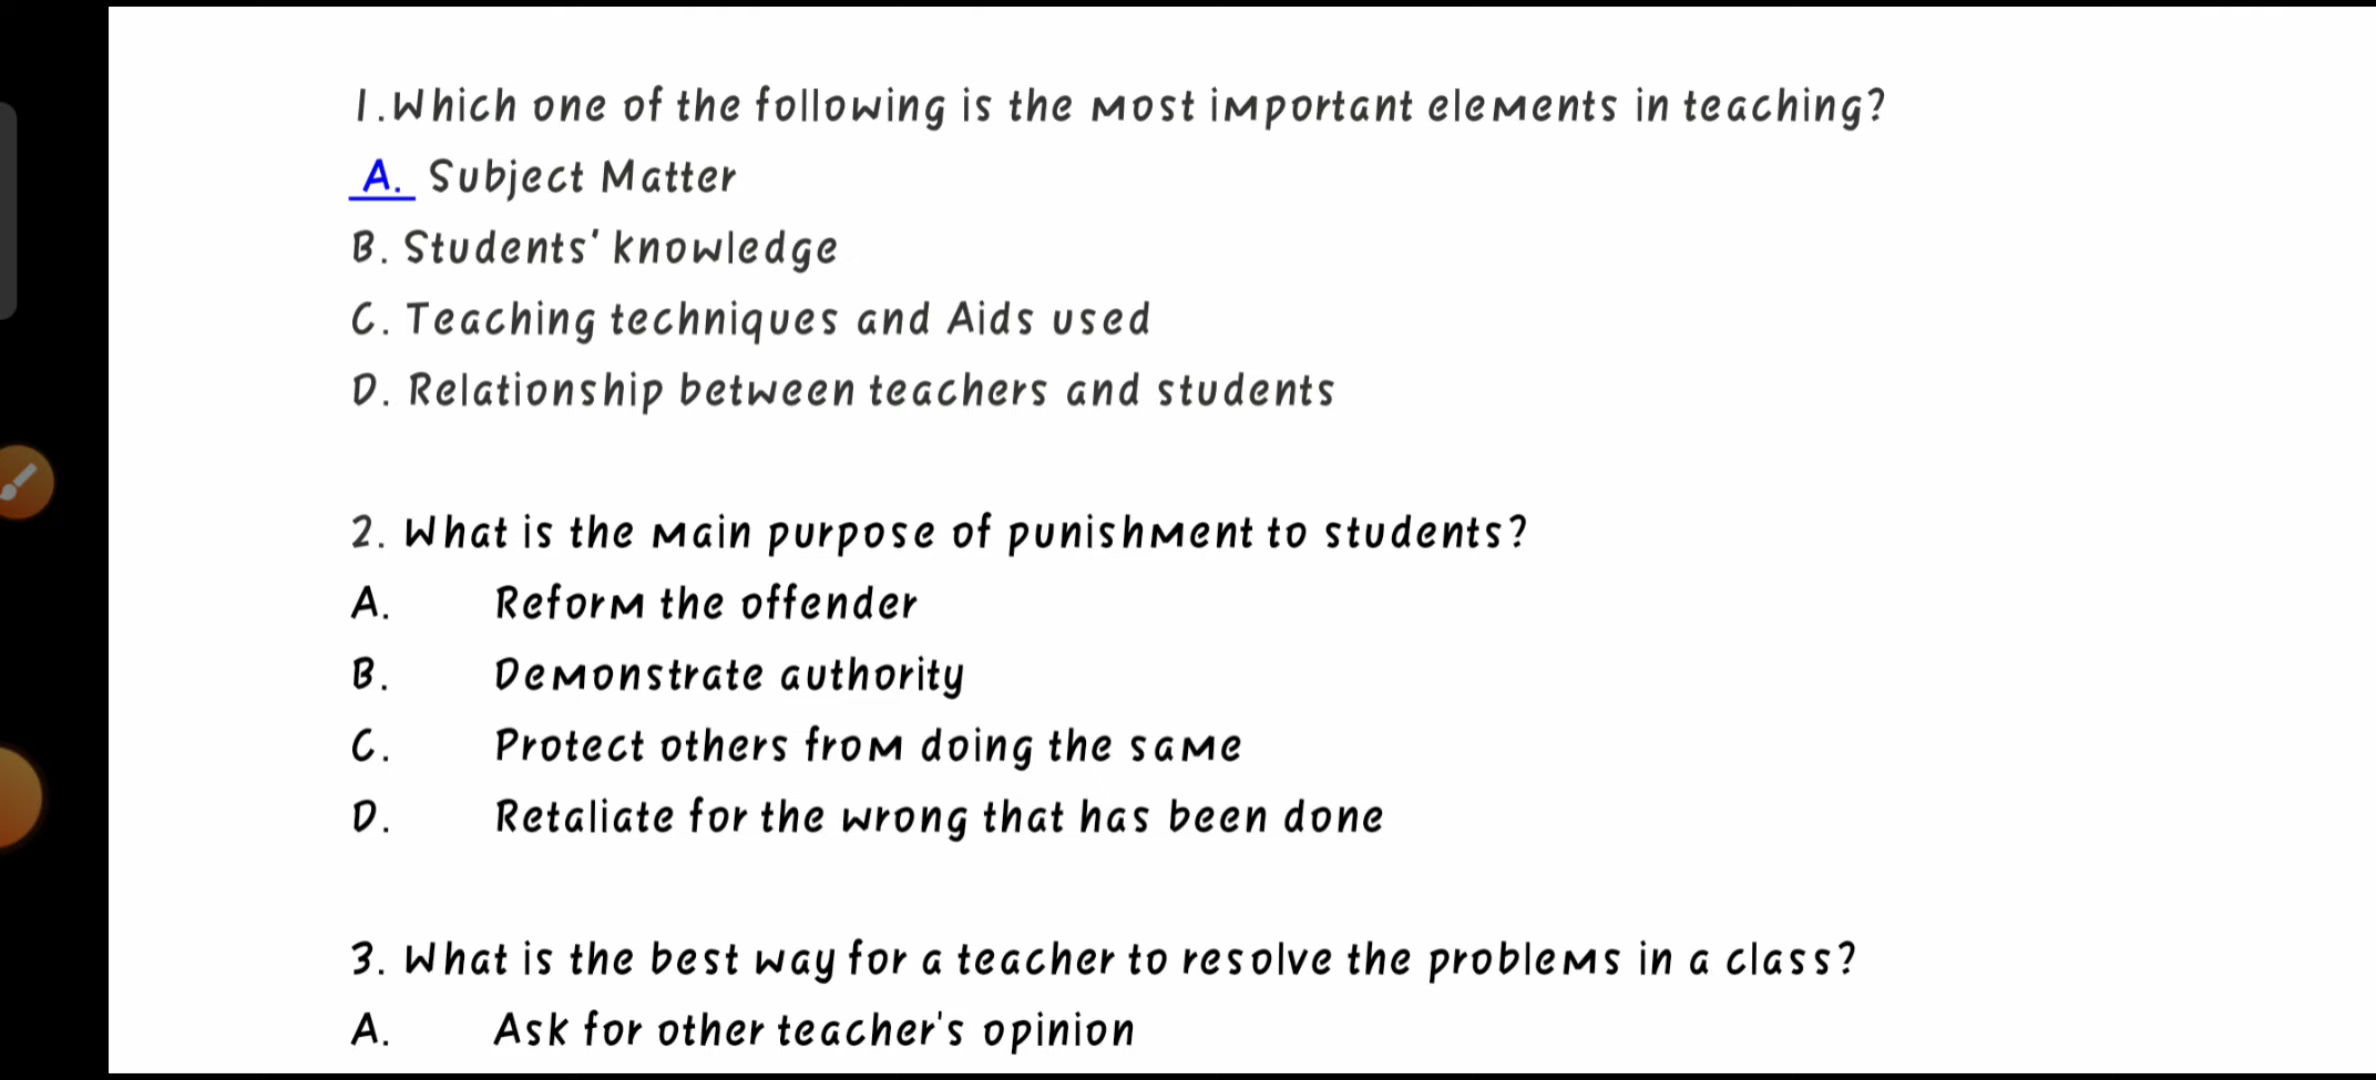 1.Which one of the following is the most important elements in teaching?
A. Subject Matter
B. Students' knowledge
C. Teaching techniques and Aids used
D. Relationship between teachers and students
2. What is the main purpose of punishment to students?
A. Reform the offender
B. Demonstrate authority
C. Protect others from doing the same
D. Retaliate for the wrong that has been done
3. What is the best way for a teacher to resolve the problems in a class?
A. Ask for other teacher's opinion